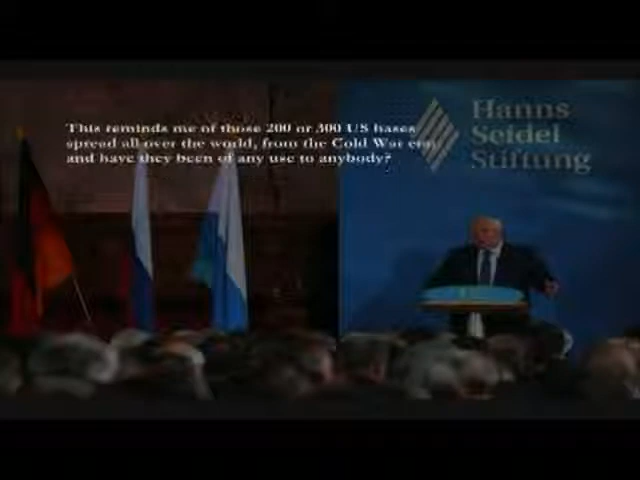 This reminds me of those 200 or 300 US bases
spread all over the world, from the Cold War era,
and have they been of any use to anybody?
Hanns
Seidel
Stiftung